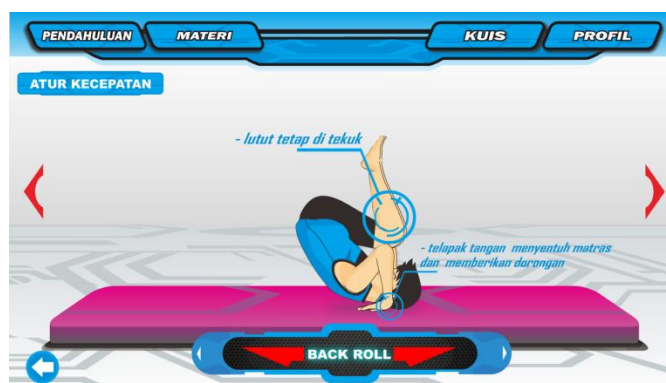 PENDAHULUAN
MATERI
KUIS
PROFIL
ATUR KECEPATAN
- lutut tetap di tekuk
- telapak tangan menyentuh matras
dan memberikan dorongan
BACK ROLL